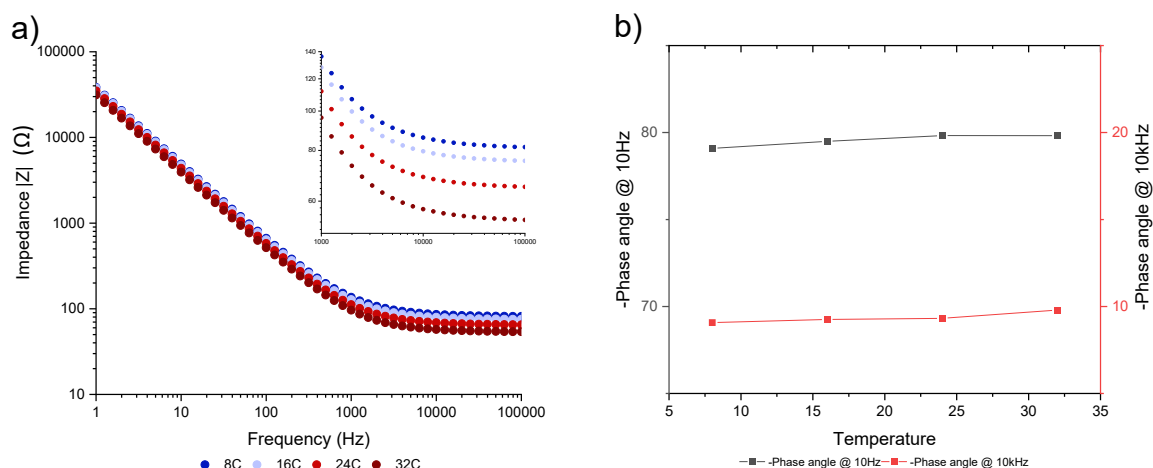 a)
100000
10000
1000
100
10
Impedance |Z| (Ω)
1
10
100
1000
10000
100000
Frequency (Hz)
140
120
100
80
60
1000
10000
100000
8C
16C
24C
32C
b)
80
70
-Phase angle @ 10Hz
20
10
-Phase angle @ 10kHz
5
10
15
20
25
30
35
Temperature
-Phase angle @ 10Hz
-Phase angle @ 10kHz